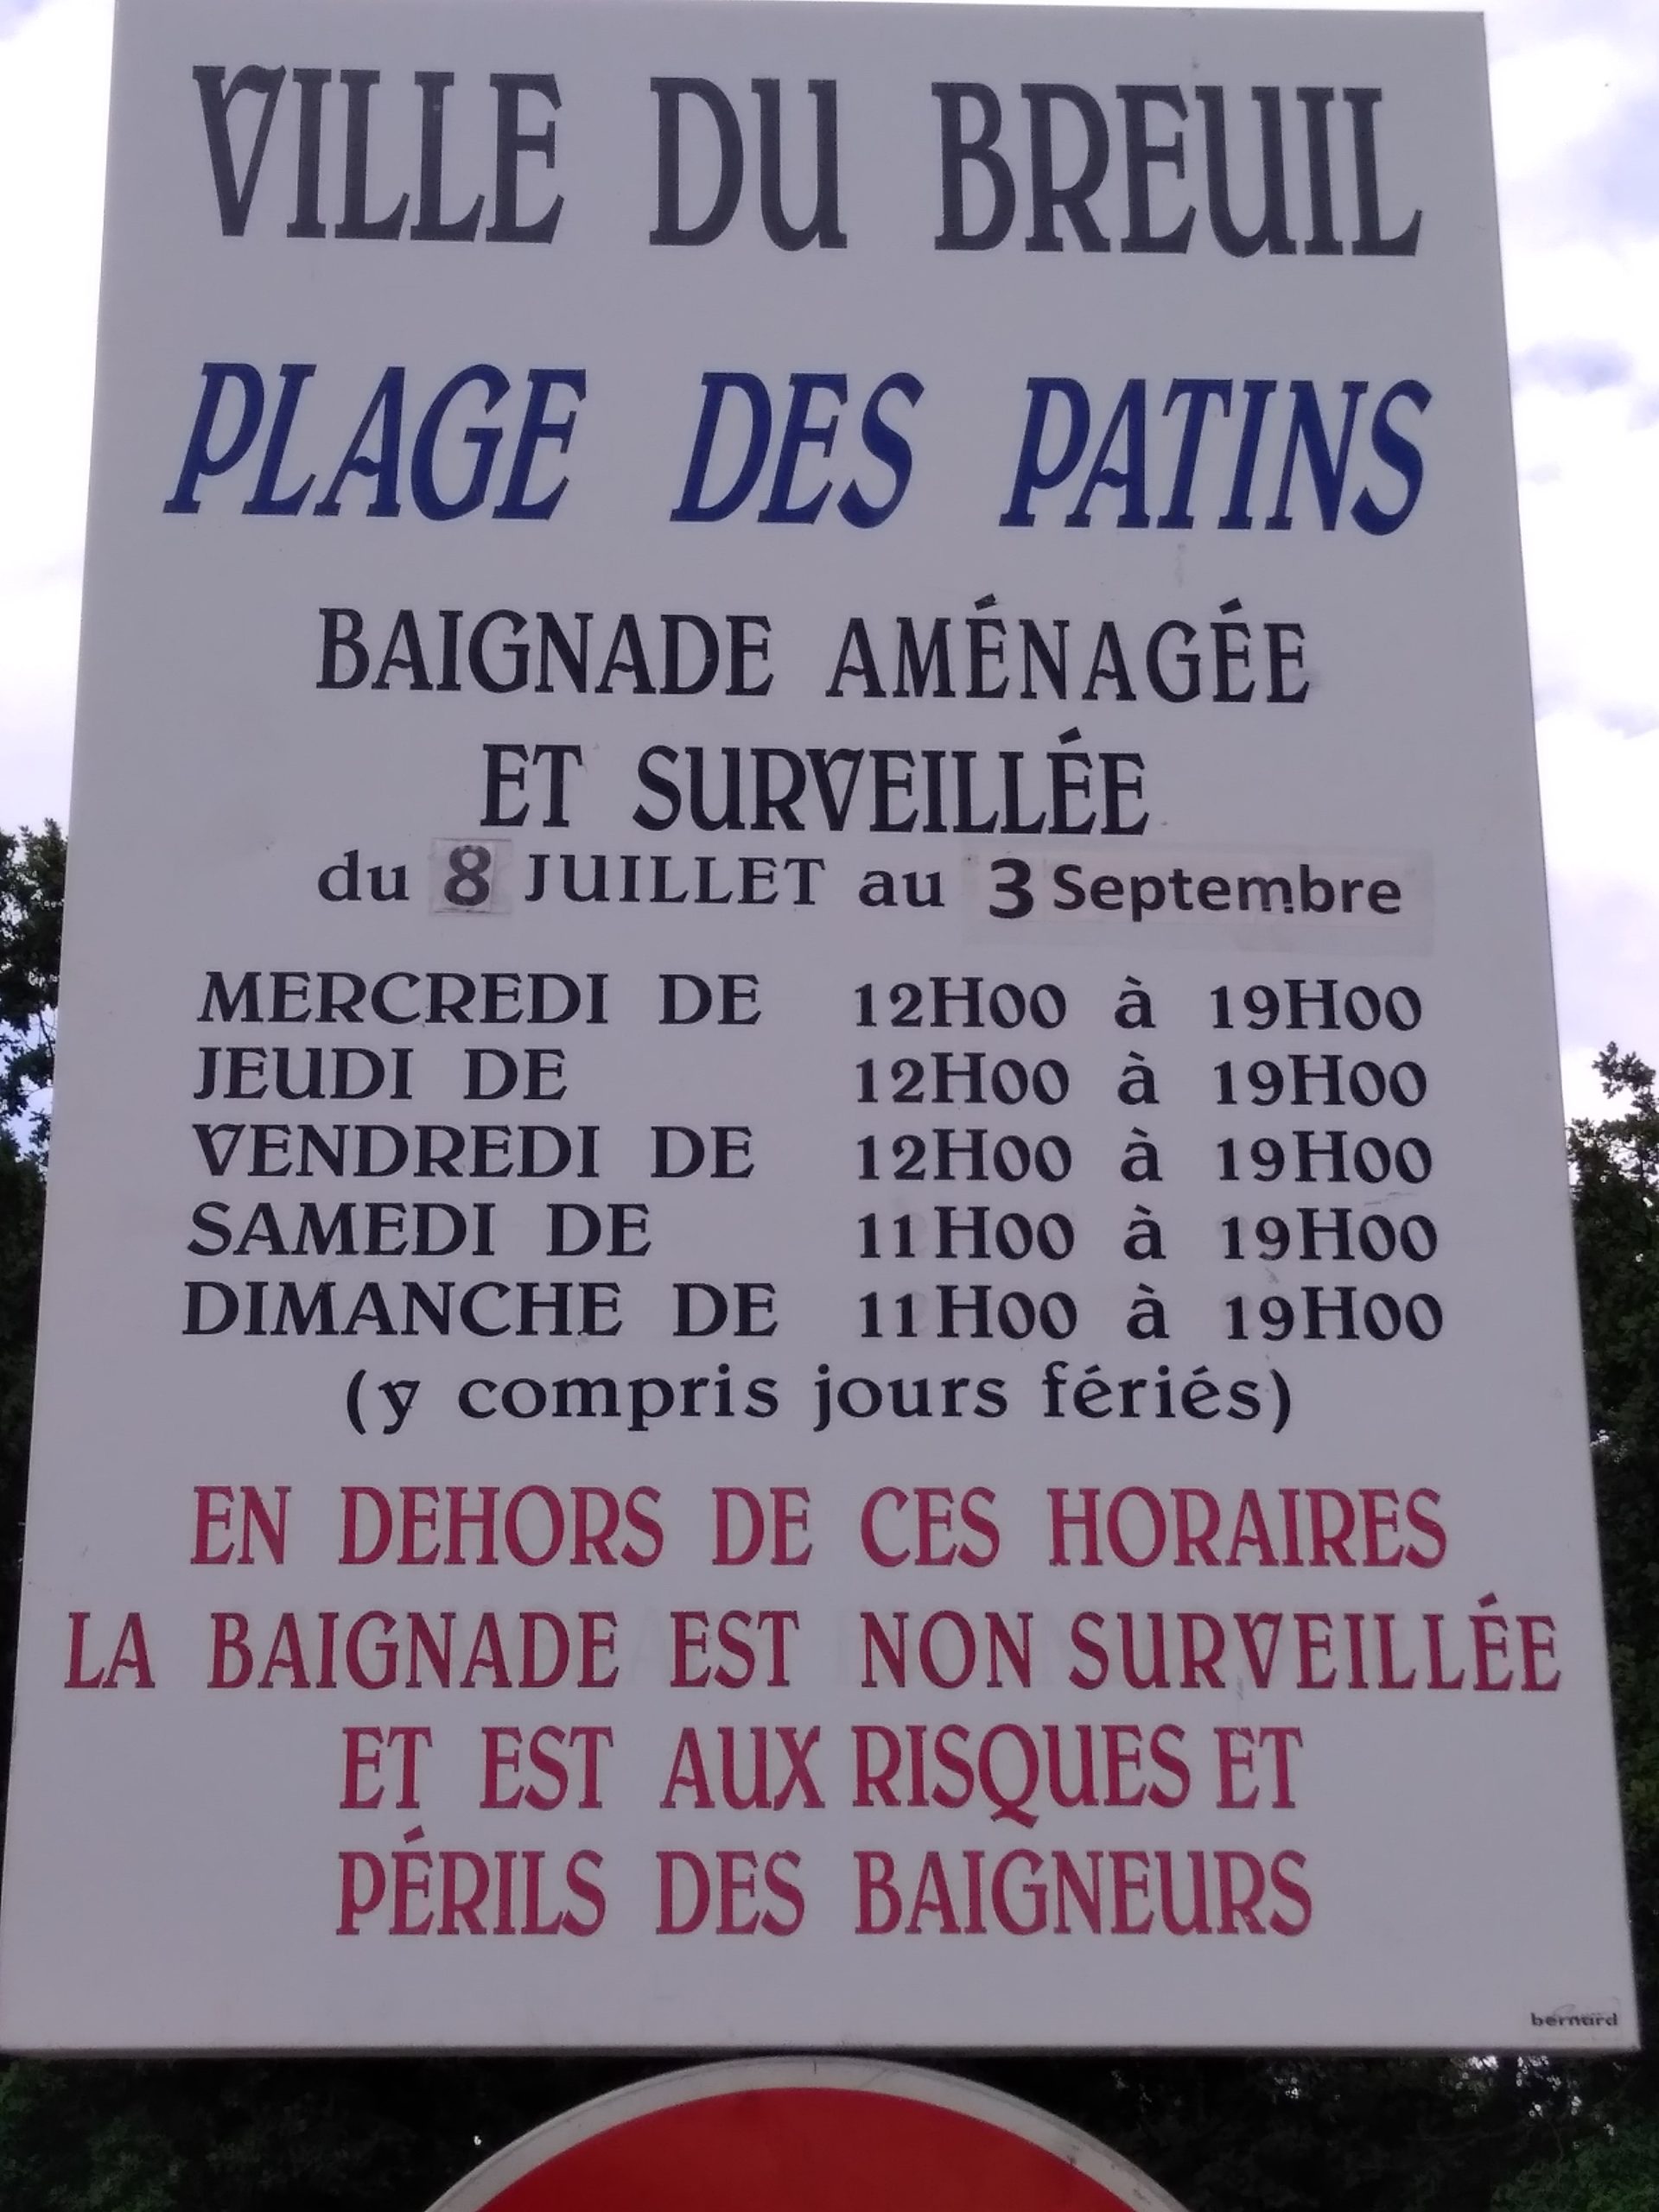 VILLE DU BREUIL
PLAGE DES PATINS
BAIGNADE AMÉNAGÉE
ET SURVEILLÉE
du 8 JUILLET au 3 Septembre
MERCREDI DE 12H00 à 19H00
JEUDI DE 12H00 à 19H00
VENDREDI DE 12H00 à 19H00
SAMEDI DE 11H00 à 19H00
DIMANCHE DE 11H00 à 19H00
(y compris jours fériés)
EN DEHORS DE CES HORAIRES
LA BAIGNADE EST NON SURVEILLÉE
ET EST AUX RISQUES ET
PÉRILS DES BAIGNEURS
bernard